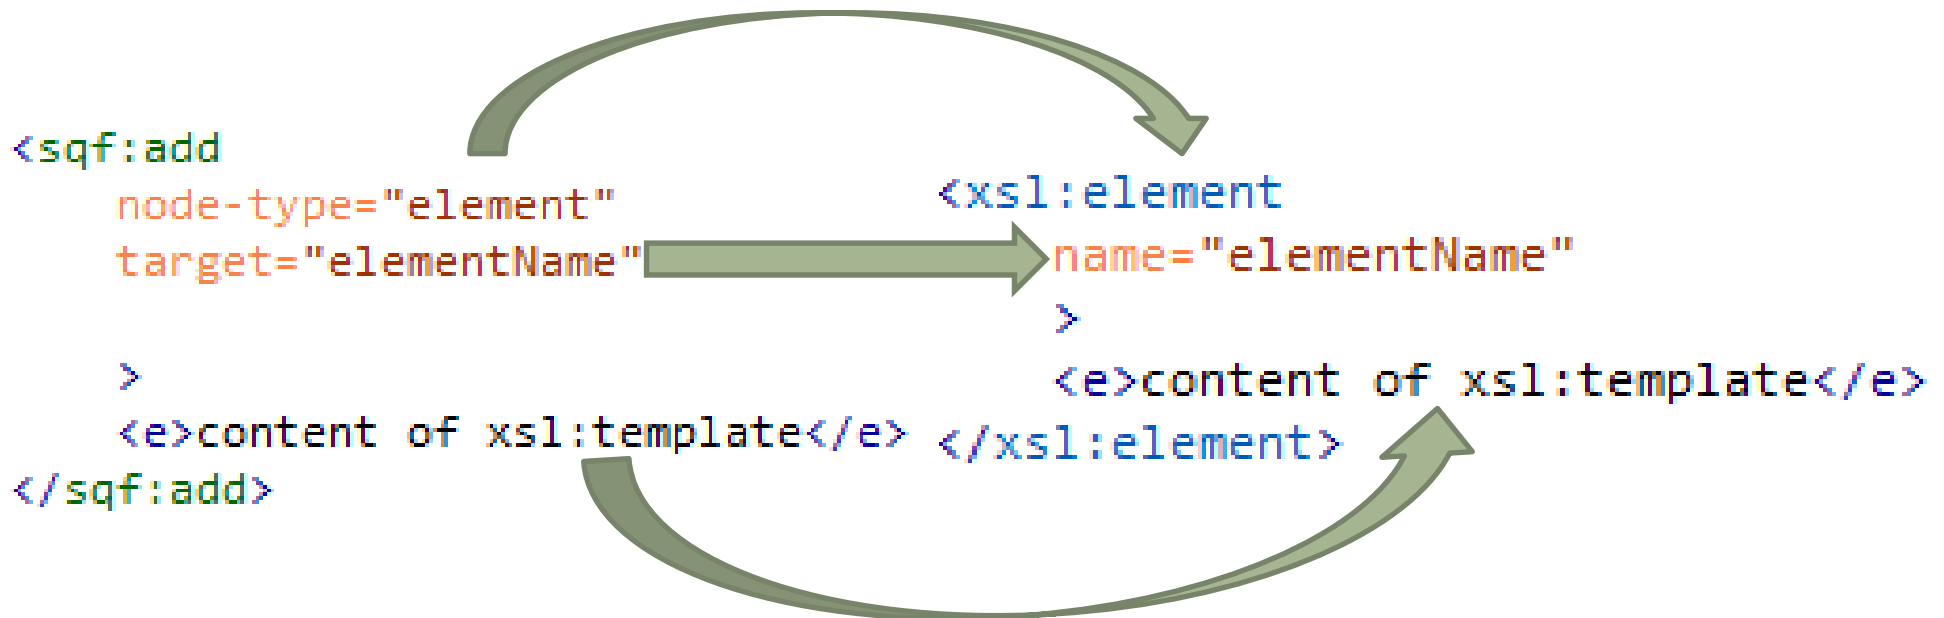 <sqf:add
node-type="element"
target="elementName"
>
<e>content of xsl:template</e>
</sqf:add>
<xsl:element
name="elementName"
>
<e>content of xsl:template</e>
</xsl:element>